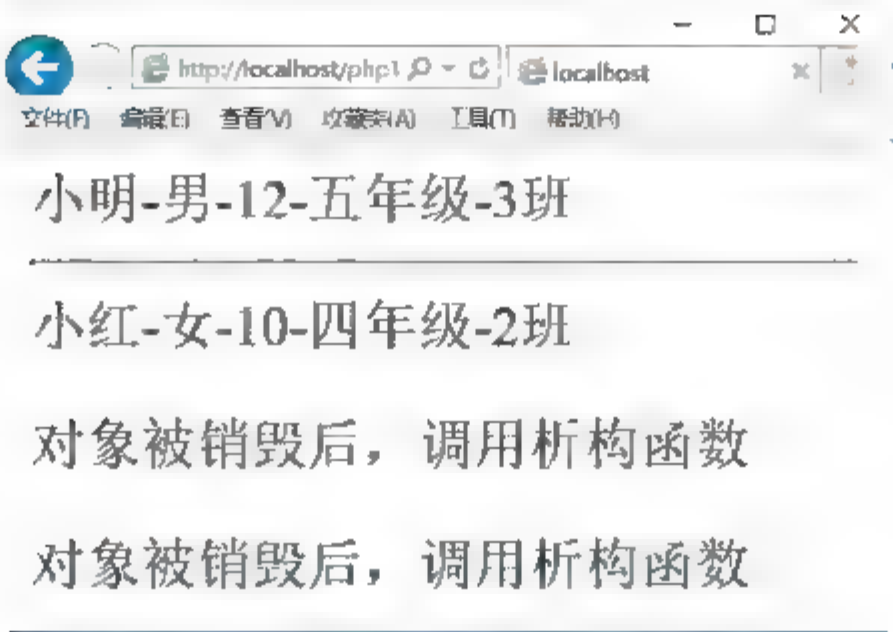 http://localhost/php1
localhost
文件(F) 编辑(E) 查看(V) 收藏夹(A) 工具(T) 帮助(H)
小明-男-12-五年级-3班
小红-女-10-四年级-2班
对象被销毁后，调用析构函数
对象被销毁后，调用析构函数